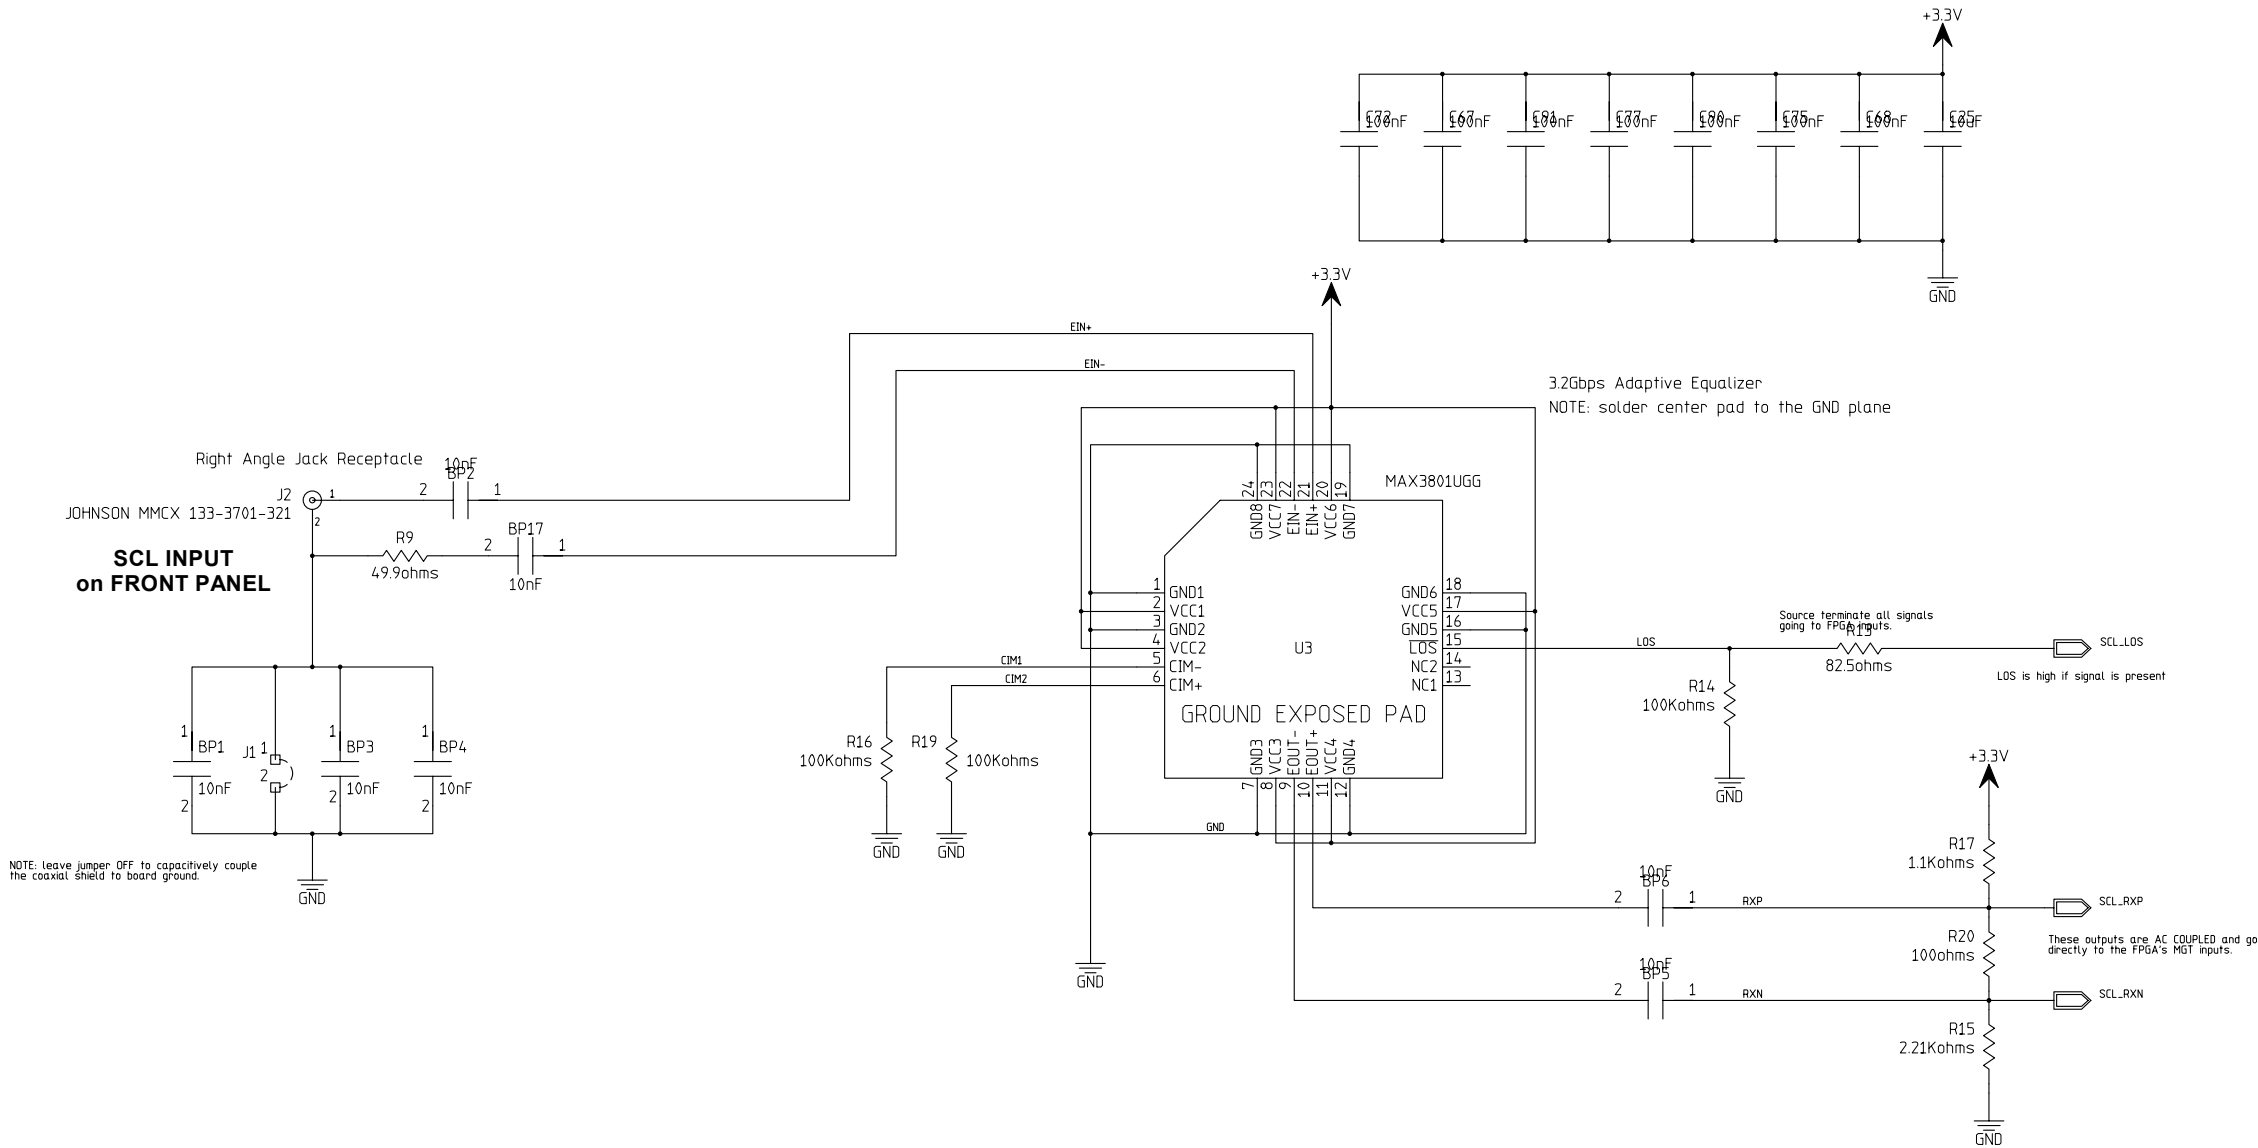 +3.3V
C72
100nF
C67
100nF
C91
100nF
C77
100nF
C90
100nF
C75
100nF
C68
100nF
C25
10uF
GND
+3.3V
EIN+
EIN-
3.2Gbps Adaptive Equalizer
NOTE: solder center pad to the GND plane
Right Angle Jack Receptacle
J2
JOHNSON MMCX 133-3701-321
1
2
SCL INPUT
on FRONT PANEL
10nF
BP2
2 1
R9
49.9ohms
BP17
2 1
10nF
MAX3801UGG
24 23 22 21 20 19
GND8 VCC7 EIN- EIN+ VCC6 GND7
1 GND1
2 VCC1
3 GND2
4 VCC2
5 CIM-
6 CIM+
GND6 18
VCC5 17
GND5 16
LOS 15
NC2 14
NC1 13
U3
GROUND EXPOSED PAD
GND3 VCC3 EOUT- EOUT+ VCC4 GND4
7 8 9 10 11 12
CIM1
CIM2
R16
100Kohms
GND
R19
100Kohms
GND
LOS
Source terminate all signals
going to FPGA inputs.
R13
82.5ohms
SCL_LOS
LOS is high if signal is present
R14
100Kohms
GND
1
BP1
10nF
2
J1 1
2
1
BP3
10nF
2
1
BP4
10nF
2
NOTE: leave jumper OFF to capacitively couple
the coaxial shield to board ground.
GND
GND
GND
+3.3V
R17
1.1Kohms
10nF
BP6
2 1
RXP
SCL_RXP
R20
100ohms
These outputs are AC COUPLED and go
directly to the FPGA's MGT inputs.
10nF
BP5
2 1
RXN
SCL_RXN
R15
2.21Kohms
GND